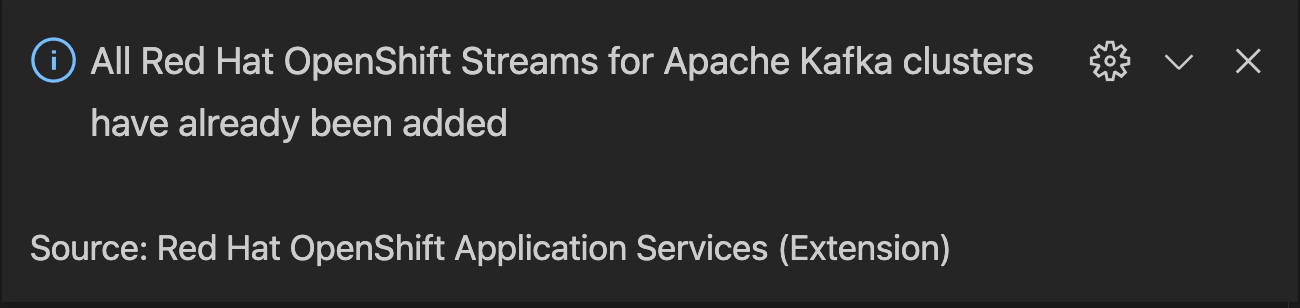 All Red Hat OpenShift Streams for Apache Kafka clusters
have already been added
Source: Red Hat OpenShift Application Services (Extension)